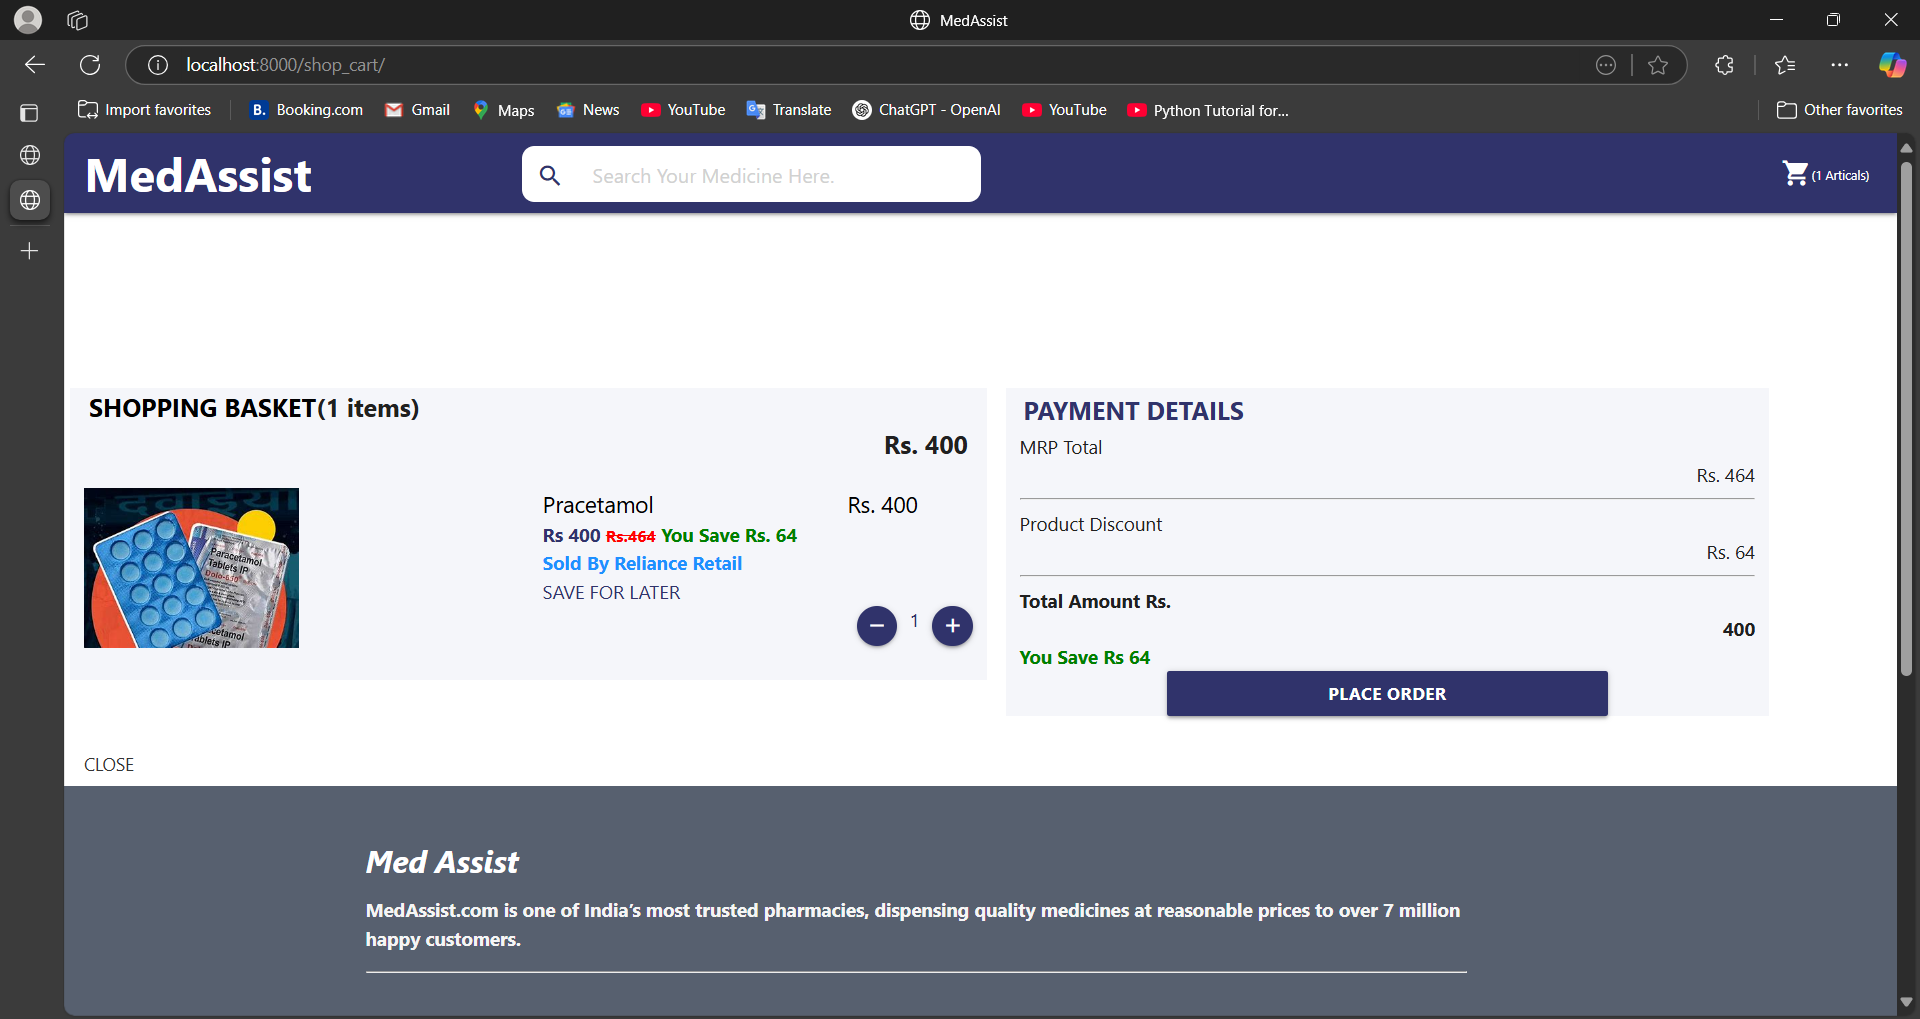 MedAssist
localhost:8000/shop_cart/
Import favorites
B. Booking.com
Gmail
Maps
News
YouTube
Translate
ChatGPT - OpenAI
YouTube
Python Tutorial for...
Other favorites
MedAssist
Search Your Medicine Here.
(1 Articals)
SHOPPING BASKET(1 items)
Rs. 400
दवाइयां
Paracetamol
Tablets IP
Dolo-650
Pracetamol
Rs. 400
Rs 400 Rs.464 You Save Rs. 64
Sold By Reliance Retail
SAVE FOR LATER
1
PAYMENT DETAILS
MRP Total
Rs. 464
Product Discount
Rs. 64
Total Amount Rs.
400
You Save Rs 64
PLACE ORDER
CLOSE
Med Assist
MedAssist.com is one of India's most trusted pharmacies, dispensing quality medicines at reasonable prices to over 7 million
happy customers.